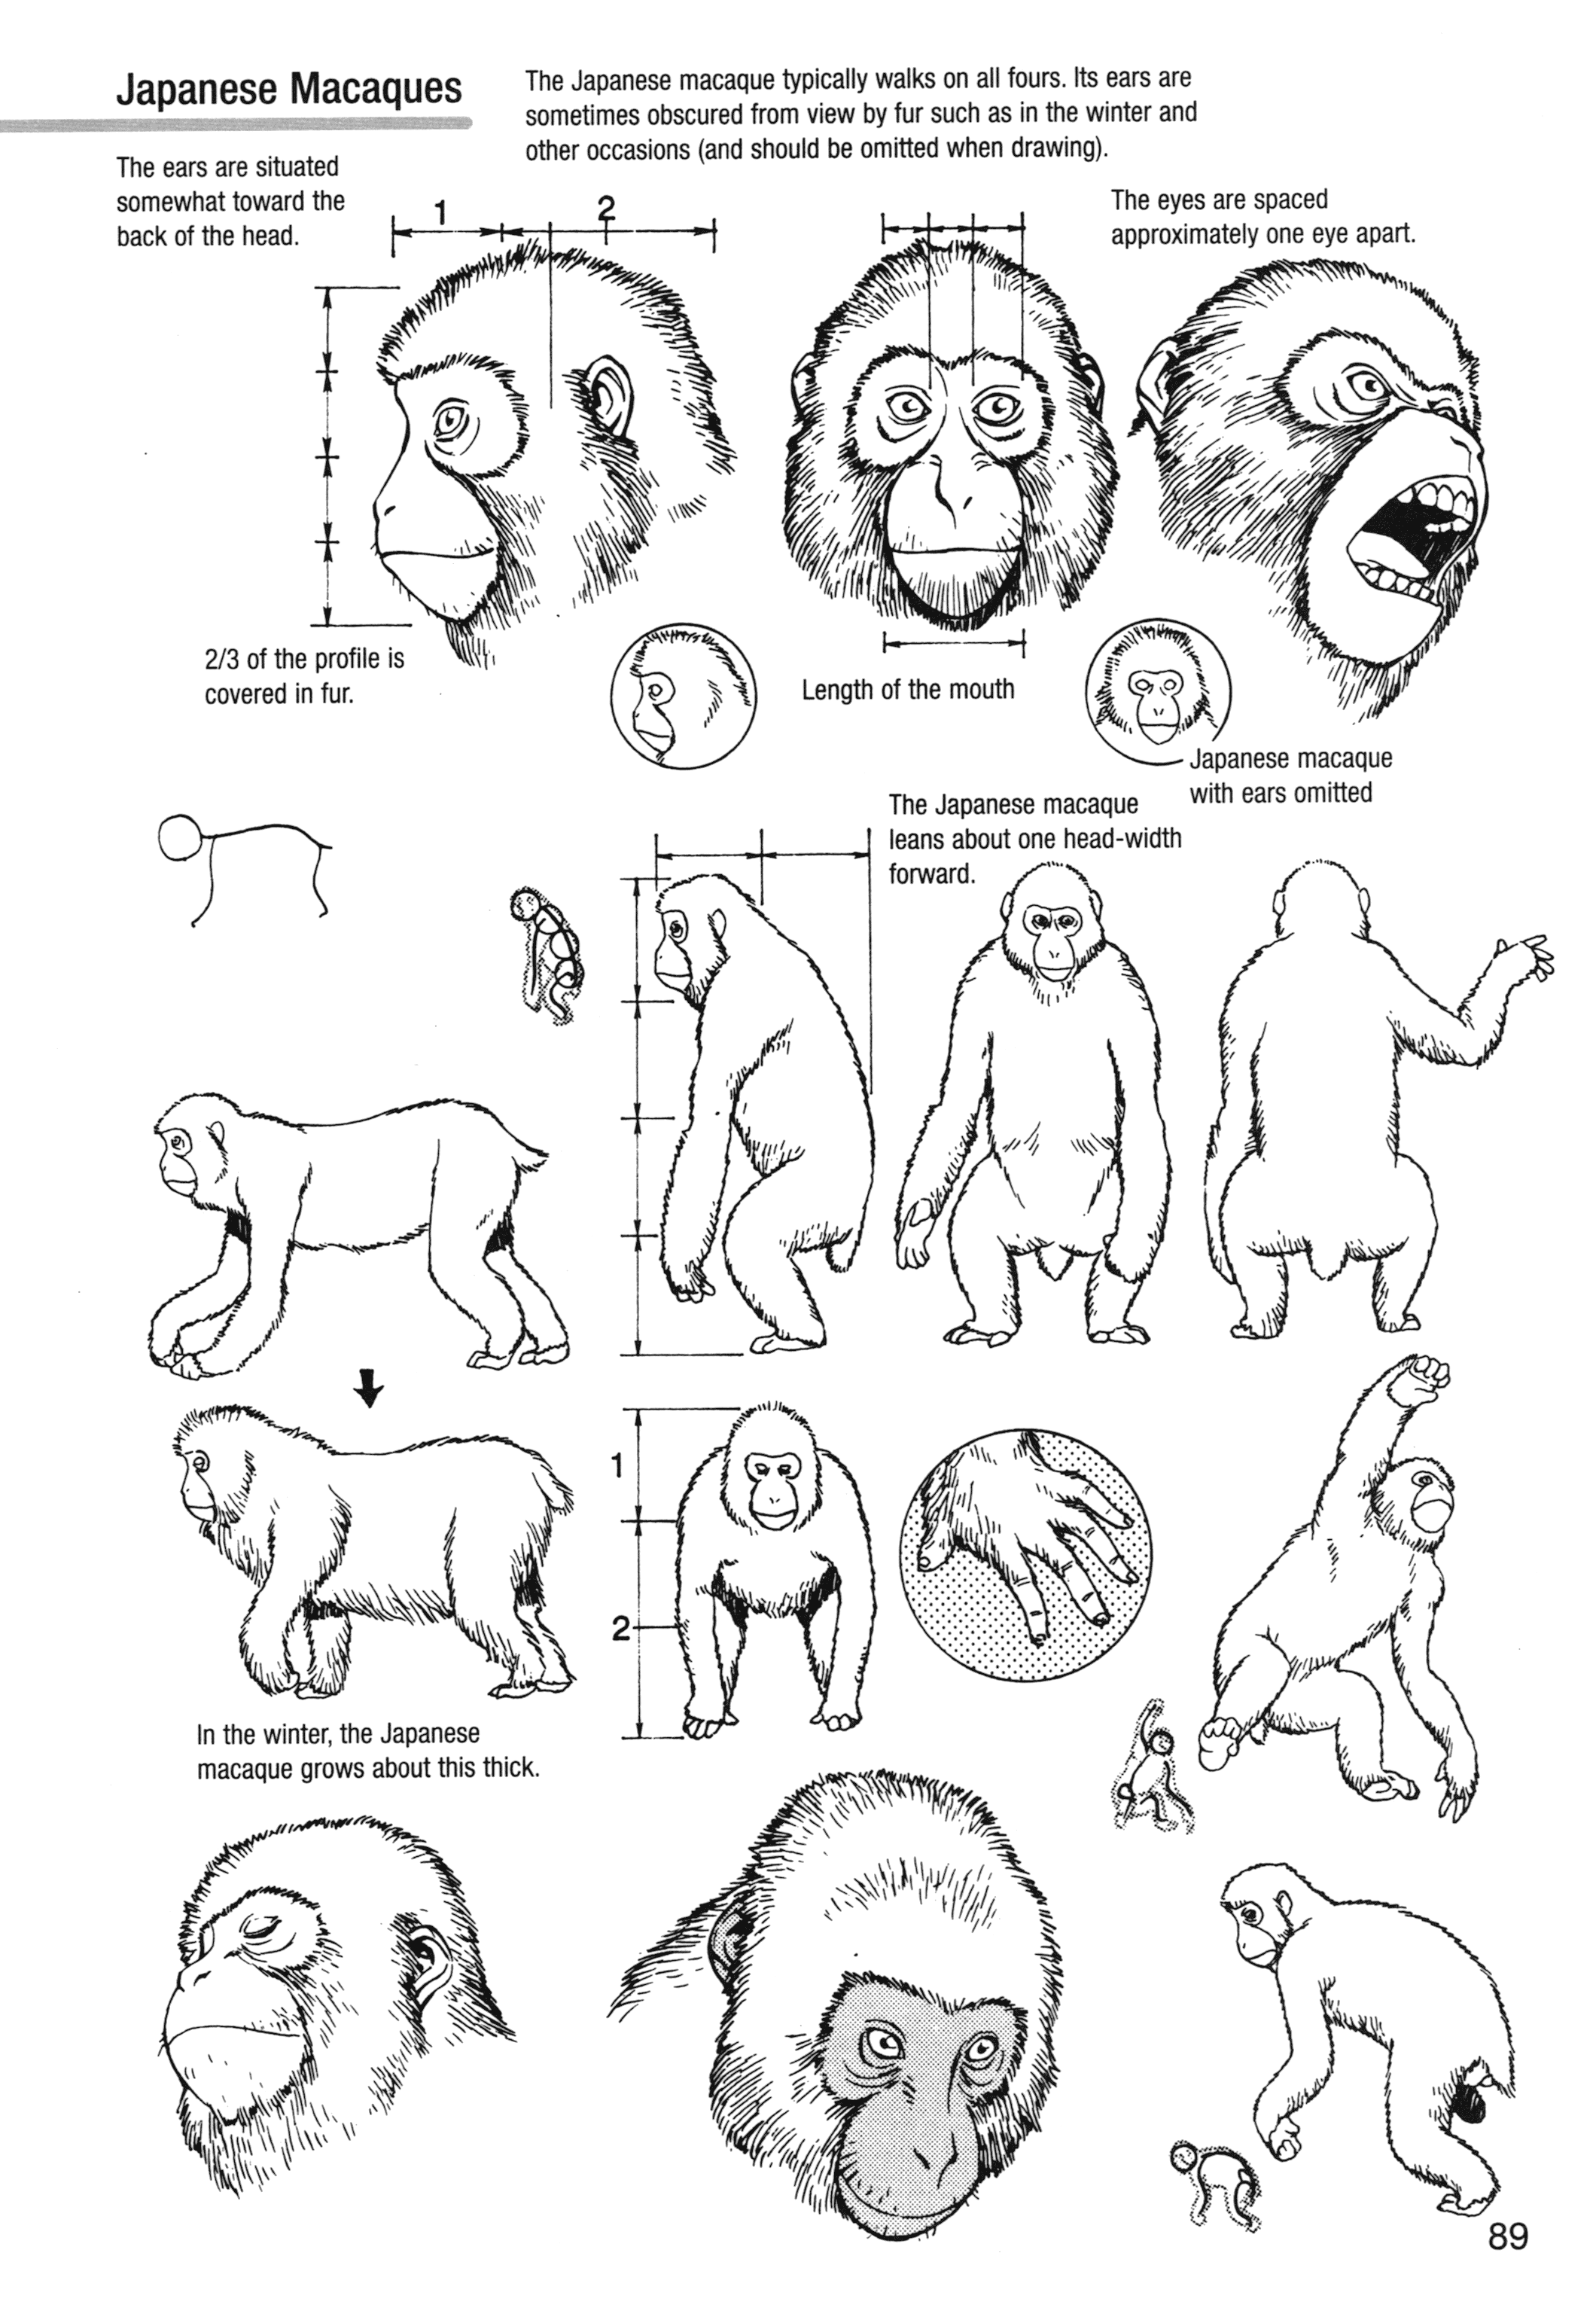 Japanese Macaques
The Japanese macaque typically walks on all fours. Its ears are
sometimes obscured from view by fur such as in the winter and
other occasions (and should be omitted when drawing).
The ears are situated
somewhat toward the
back of the head.
1
2
The eyes are spaced
approximately one eye apart.
2/3 of the profile is
covered in fur.
Length of the mouth
Japanese macaque
with ears omitted
The Japanese macaque
leans about one head-width
forward.
1
2
In the winter, the Japanese
macaque grows about this thick.
89